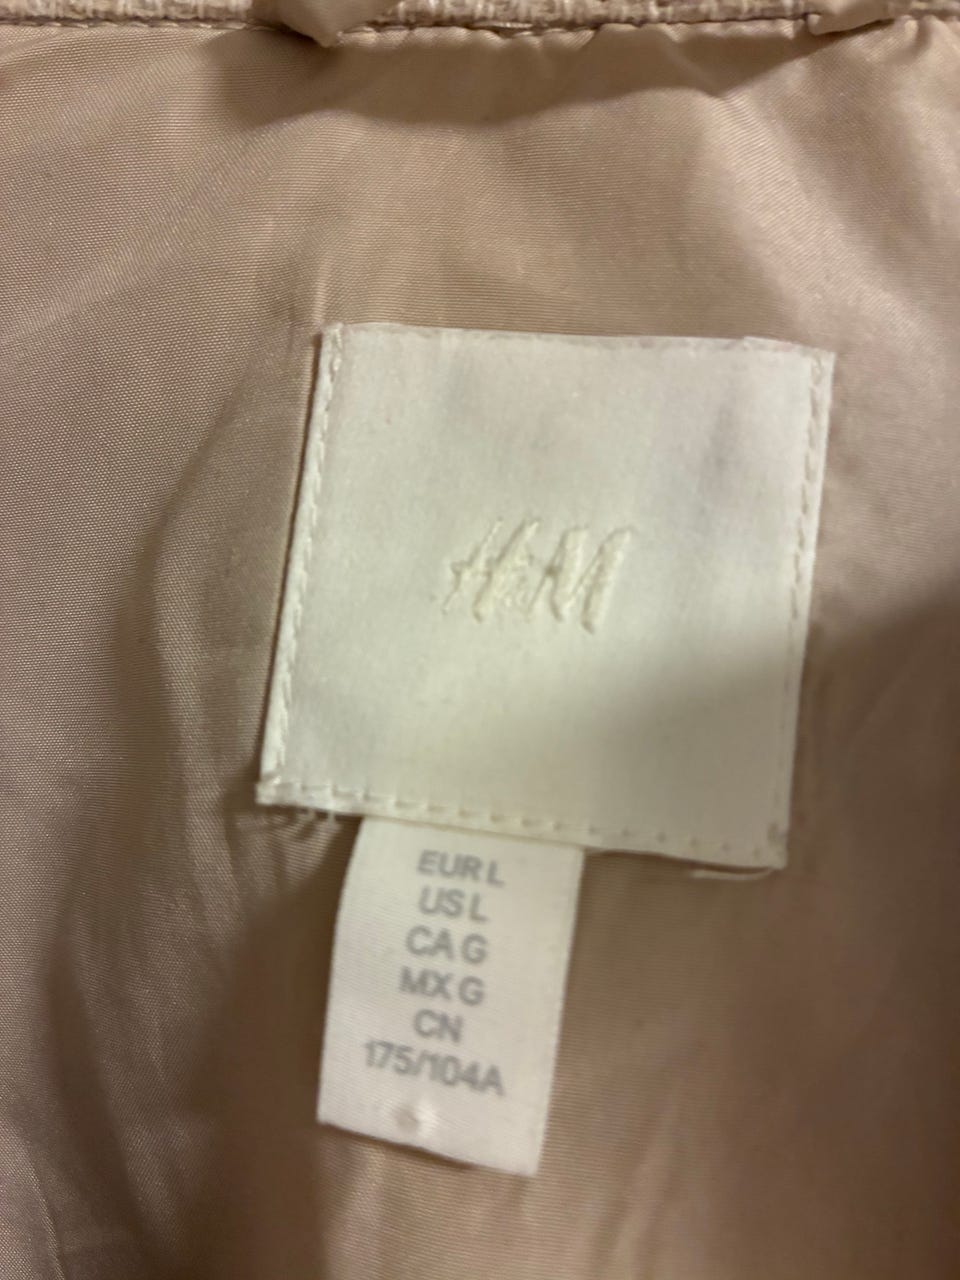 H&M
EUR L
US L
CA G
MX G
CN
175/104A